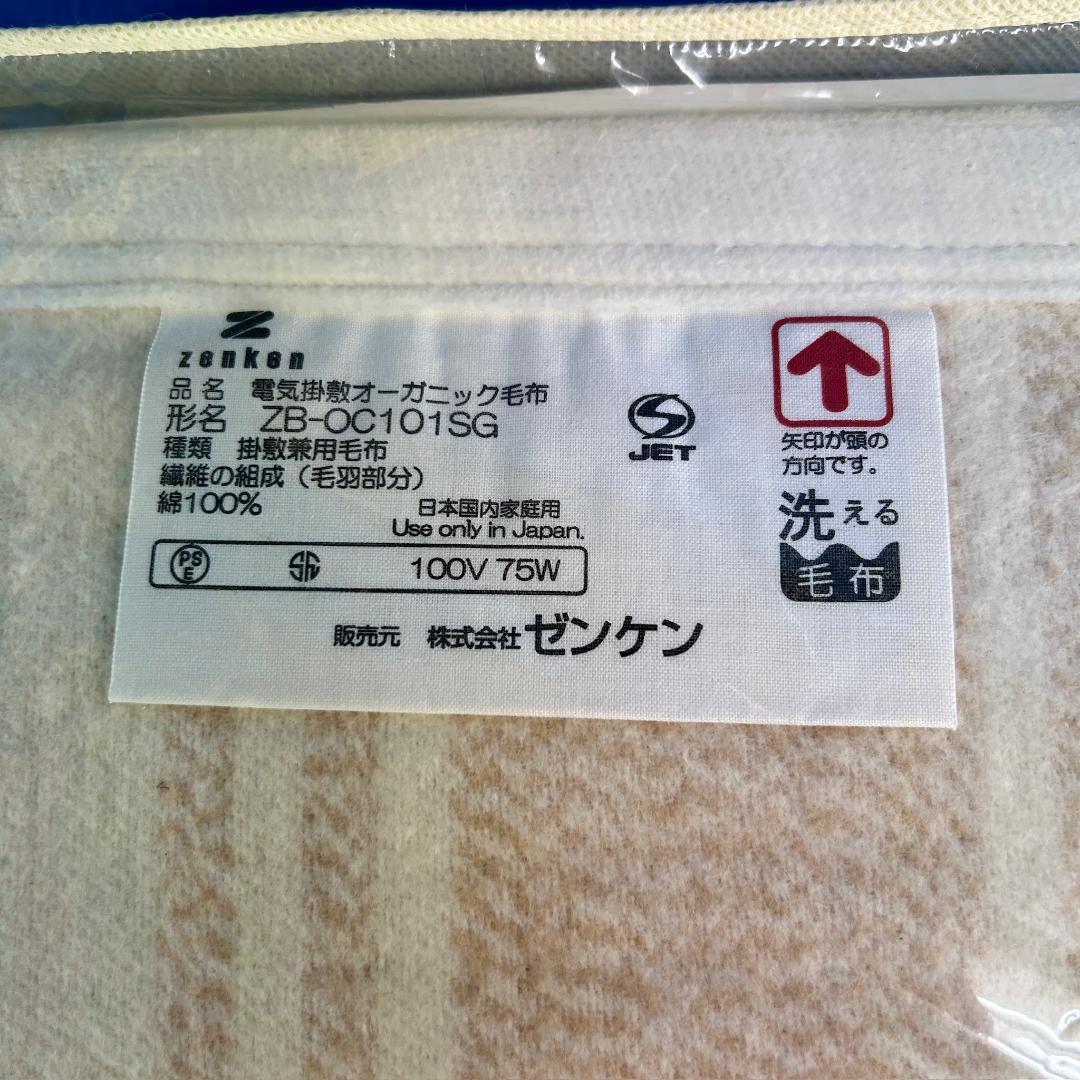 Z
zenken
品名 電気掛敷オーガニック毛布
形名 ZB-OC101SG
種類 掛敷兼用毛布
繊維の組成（毛羽部分）
綿100%
日本国内家庭用
Use only in Japan.
PSE 100V 75W
販売元 株式会社ゼンケン
S JET
矢印が頭の
方向です。
洗える
毛布